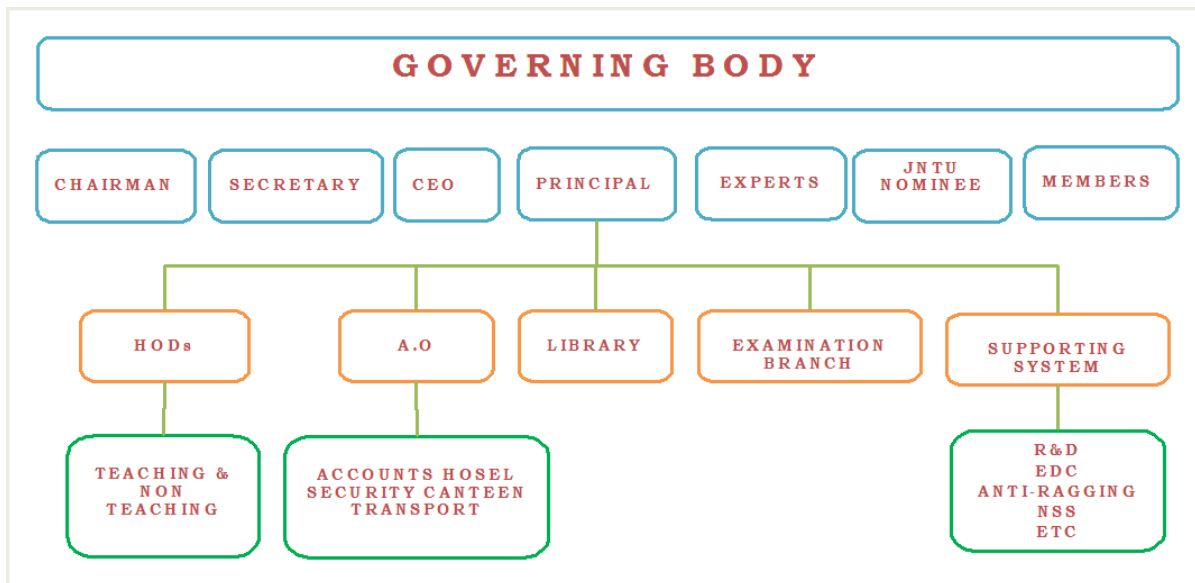 GOVERNING BODY
CHAIRMAN
SECRETARY
CEO
PRINCIPAL
EXPERTS
JNTU
NOMINEE
MEMBERS
HODs
A.O
LIBRARY
EXAMINATION
BRANCH
SUPPORTING
SYSTEM
TEACHING &
NON
TEACHING
ACCOUNTS HOSEL
SECURITY CANTEEN
TRANSPORT
R&D
EDC
ANTI-RAGGING
NSS
ETC